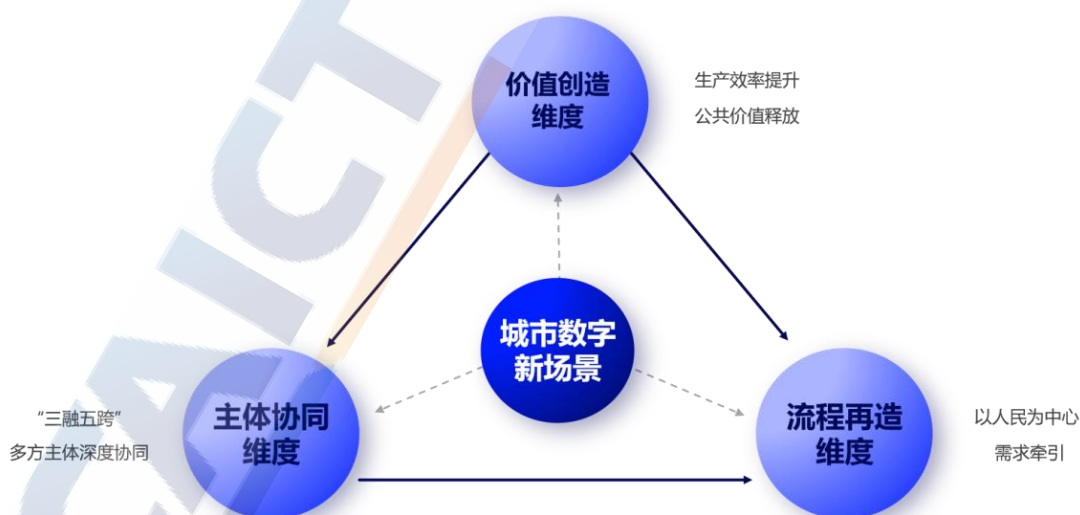 价值创造
维度
生产效率提升
公共价值释放
城市数字
新场景
“三融五跨”
多方主体深度协同
主体协同
维度
流程再造
维度
以人民为中心
需求牵引
CAICT